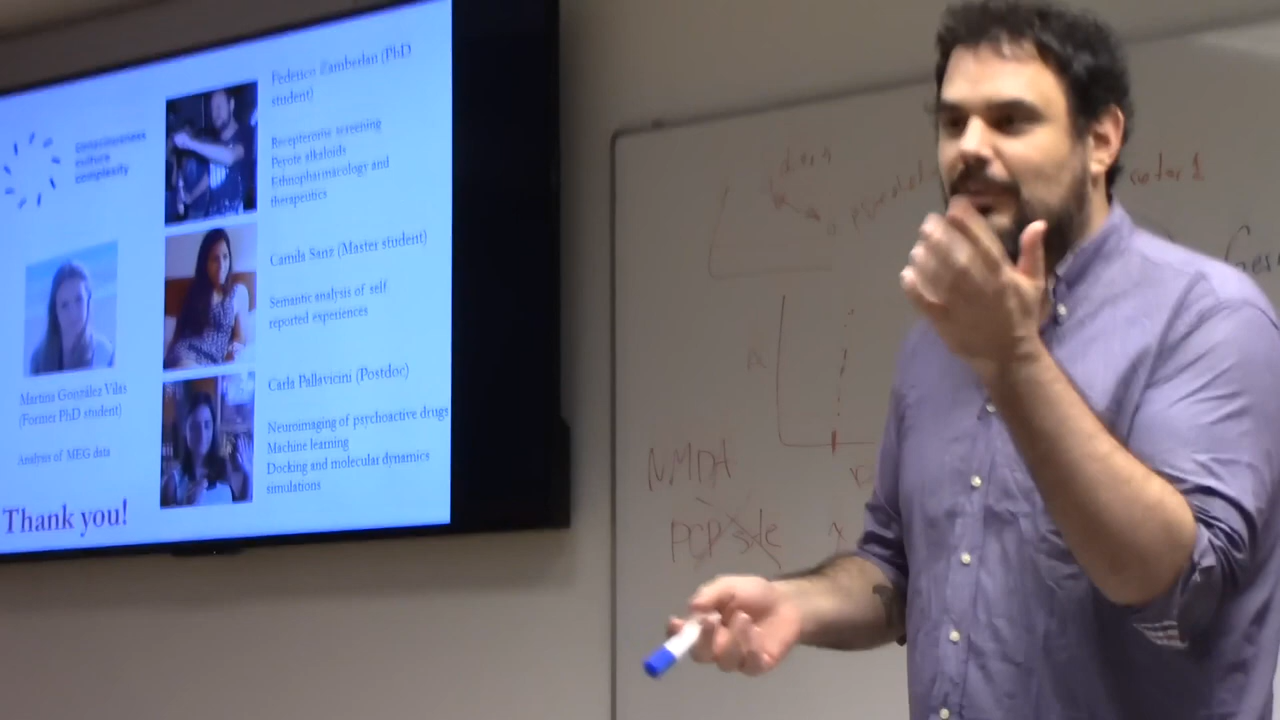 Consciousness
culture
complexity
Martina González Vilas
(Former PhD student)
Analysis of MEG data
Thank you!
Federico Zamberlan (PhD
student)
Receptorome screening
Peyote alkaloids
Ethnopharmacology and
therapeutics
Camila Sanz (Master student)
Semantic analysis of self
reported experiences
Carla Pallavicini (Postdoc)
Neuroimaging of psychoactive drugs
Machine learning
Docking and molecular dynamics
simulations
NMDA
PCP